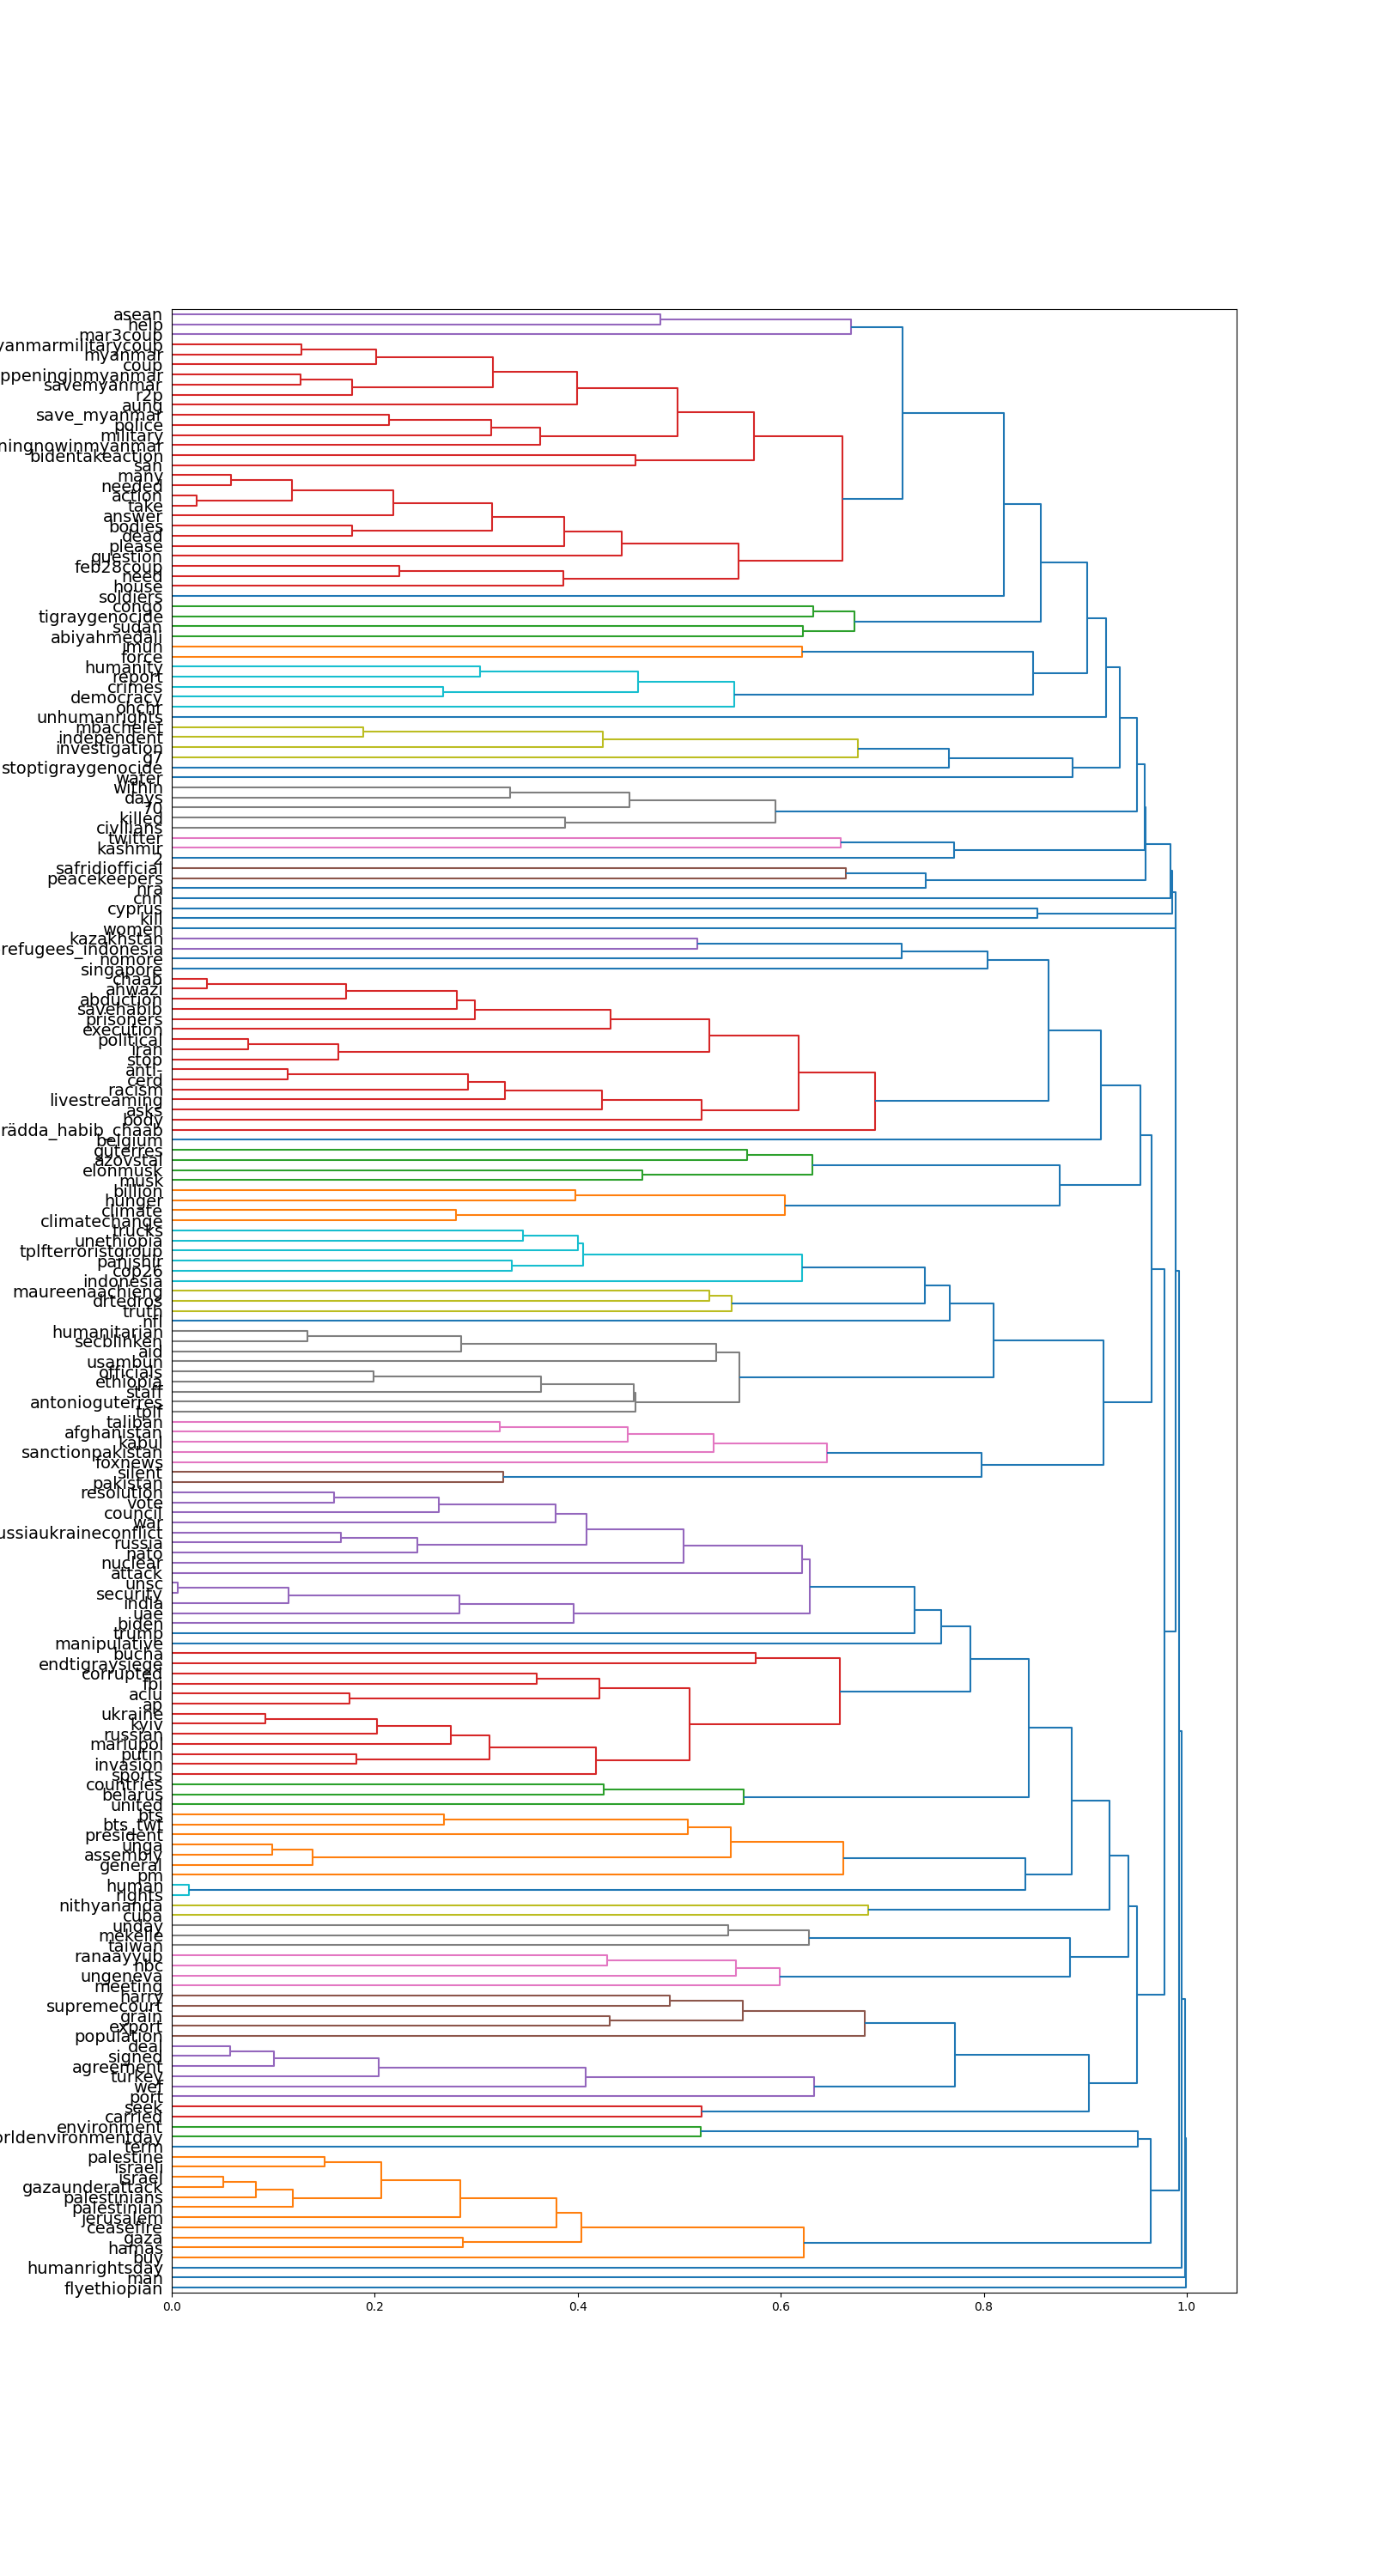 asean
help
mar3coup
yanmarmilitarycoup
myanmar
coup
ppeninginmyanmar
savemyanmar
r2p
aung
save_myanmar
police
military
ningnowinmyanmar
bidentakeaction
san
many
needed
action
take
answer
bodies
dead
please
question
feb28coup
need
house
soldiers
congo
tigraygenocide
sudan
abiyahmedali
jmun
force
humanity
report
crimes
democracy
ohchr
unhumanrights
mbachelet
independent
investigation
g7
stoptigraygenocide
water
within
days
70
killed
civilians
twitter
kashmir
2
safridiofficial
peacekeepers
nra
cnn
cyprus
kill
women
kazakhstan
refugees_indonesia
nomore
singapore
chaab
ahwazi
abduction
savehabib
prisoners
execution
political
iran
stop
anti-
cerd
racism
livestreaming
asks
body
rädda_habib_chaab
belgium
guterres
azovstal
elonmusk
musk
billion
hunger
climate
climatechange
trucks
unethiopia
tplfterroristgroup
panjshir
cop26
indonesia
maureenaachieng
drtedros
truth
nfl
humanitarian
secblinken
aid
usambun
officials
ethiopia
staff
antonioguterres
tplf
taliban
afghanistan
kabul
sanctionpakistan
foxnews
silent
pakistan
resolution
vote
council
war
ussiaukraineconflict
russia
nato
nuclear
attack
unsc
security
india
uae
biden
trump
manipulative
bucha
endtigraysiege
corrupted
fbi
aclu
ap
ukraine
kyiv
russian
mariupol
putin
invasion
sports
countries
belarus
united
bts
bts_twt
president
unga
assembly
general
pm
human
rights
nithyananda
cuba
unday
mekelle
taiwan
ranaayyub
nbc
ungeneva
meeting
harry
supremecourt
grain
export
population
deal
signed
agreement
turkey
wef
port
seek
carried
environment
orldenvironmentday
term
palestine
israeli
israel
gazaunderattack
palestinians
palestinian
jerusalem
ceasefire
gaza
hamas
buy
humanrightsday
man
flyethiopian
0.0 0.2 0.4 0.6 0.8 1.0